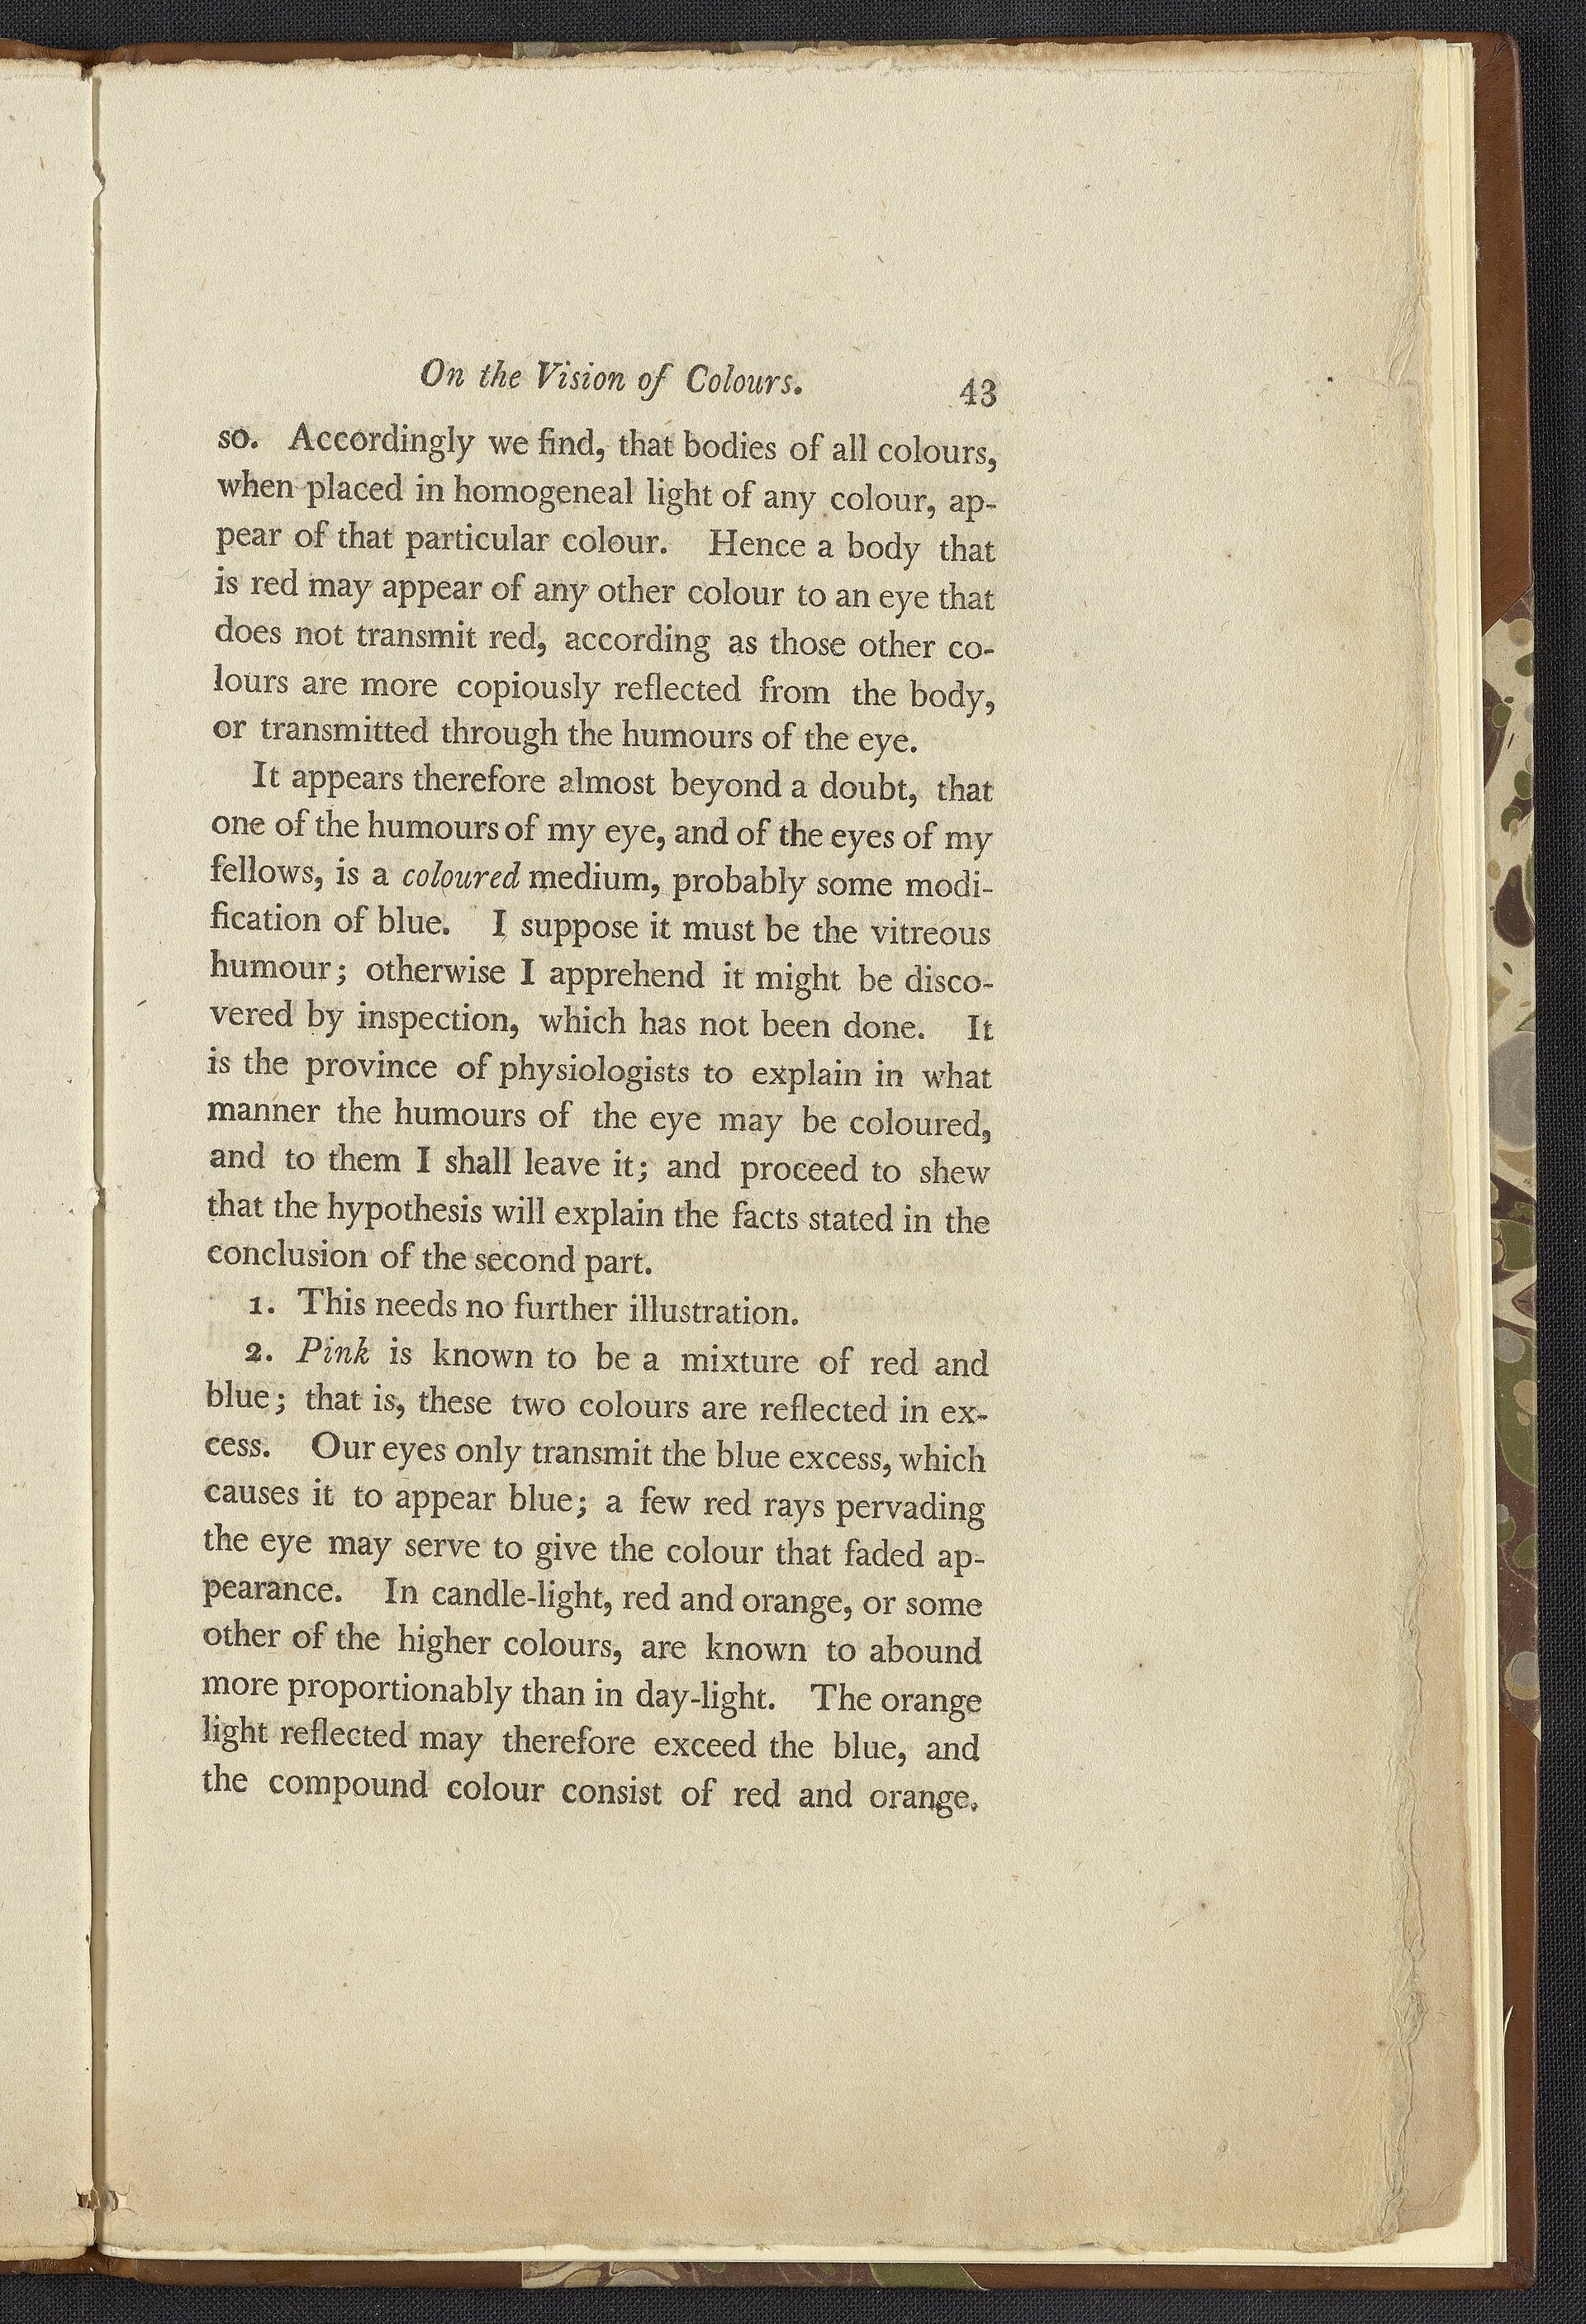 On the Vision of Colours. 43
so. Accordingly we find, that bodies of all colours,
when placed in homogeneal light of any colour, ap-
pear of that particular colour. Hence a body that
is red may appear of any other colour to an eye that
does not transmit red, according as those other co-
lours are more copiously reflected from the body,
or transmitted through the humours of the eye.
It appears therefore almost beyond a doubt, that
one of the humours of my eye, and of the eyes of my
fellows, is a coloured medium, probably some modi-
fication of blue. I suppose it must be the vitreous
humour; otherwise I apprehend it might be disco-
vered by inspection, which has not been done. It
is the province of physiologists to explain in what
manner the humours of the eye may be coloured,
and to them I shall leave it; and proceed to shew
that the hypothesis will explain the facts stated in the
conclusion of the second part.
1. This needs no further illustration.
2. Pink is known to be a mixture of red and
blue; that is, these two colours are reflected in ex-
cess. Our eyes only transmit the blue excess, which
causes it to appear blue; a few red rays pervading
the eye may serve to give the colour that faded ap-
pearance. In candle-light, red and orange, or some
other of the higher colours, are known to abound
more proportionably than in day-light. The orange
light reflected may therefore exceed the blue, and
the compound colour consist of red and orange.